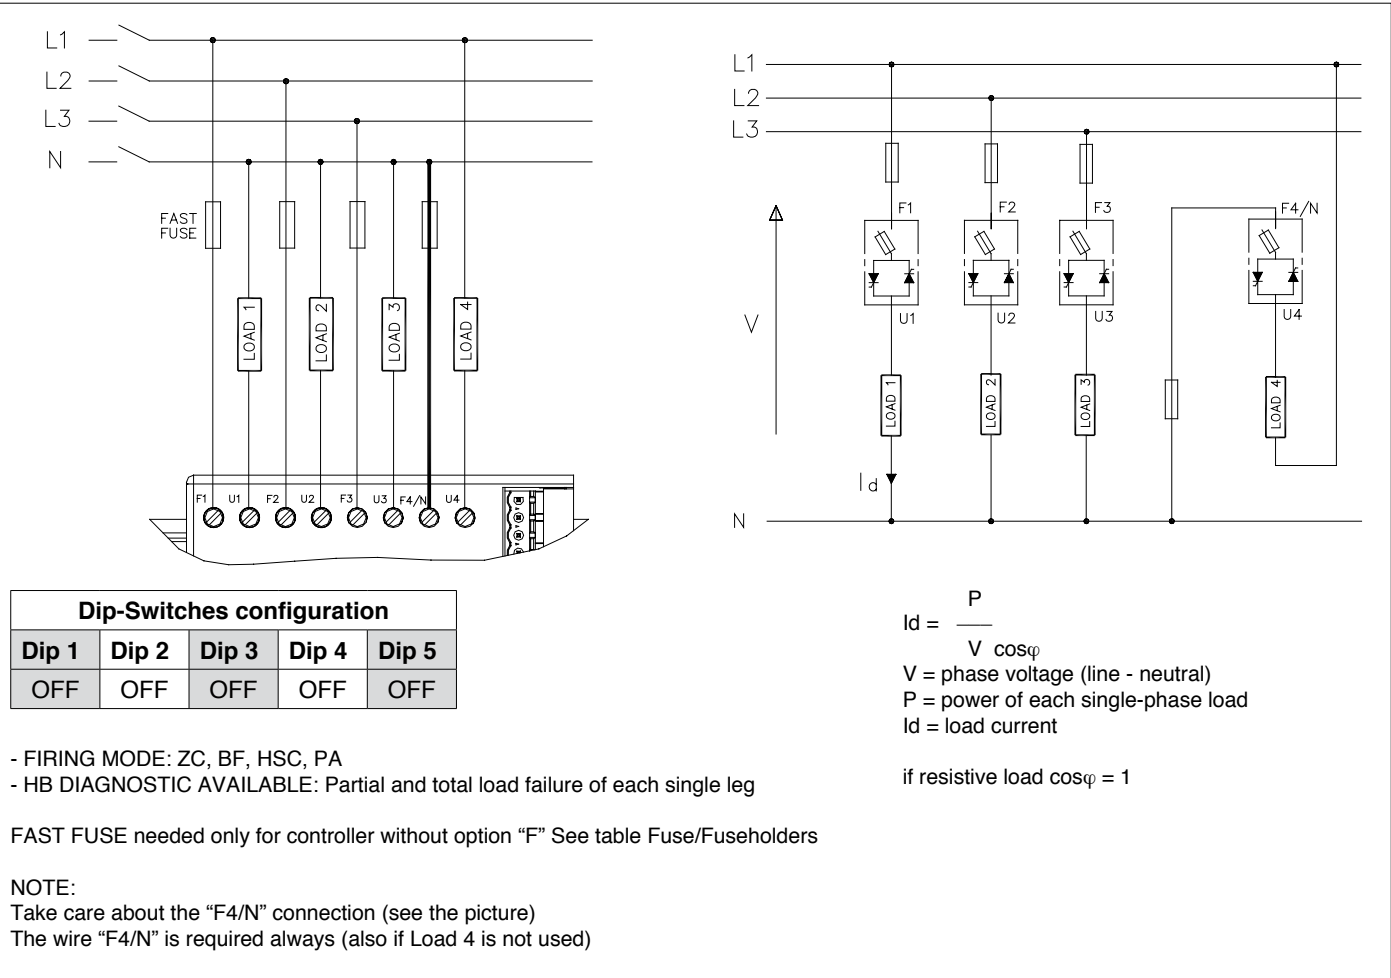 L1
L2
L3
N
FAST
FUSE
LOAD 1
LOAD 2
LOAD 3
LOAD 4
F1
U1
F2
U2
F3
U3
F4/N
U4
L1
L2
L3
F1
F2
F3
F4/N
V
U1
U2
U3
U4
LOAD 1
LOAD 2
LOAD 3
LOAD 4
Id
N
Dip-Switches configuration
Dip 1 Dip 2 Dip 3 Dip 4 Dip 5
OFF OFF OFF OFF OFF
P
Id = ——
V cosφ
V = phase voltage (line - neutral)
P = power of each single-phase load
Id = load current
if resistive load cosφ = 1
- FIRING MODE: ZC, BF, HSC, PA
- HB DIAGNOSTIC AVAILABLE: Partial and total load failure of each single leg
FAST FUSE needed only for controller without option “F” See table Fuse/Fuseholders
NOTE:
Take care about the “F4/N” connection (see the picture)
The wire “F4/N” is required always (also if Load 4 is not used)